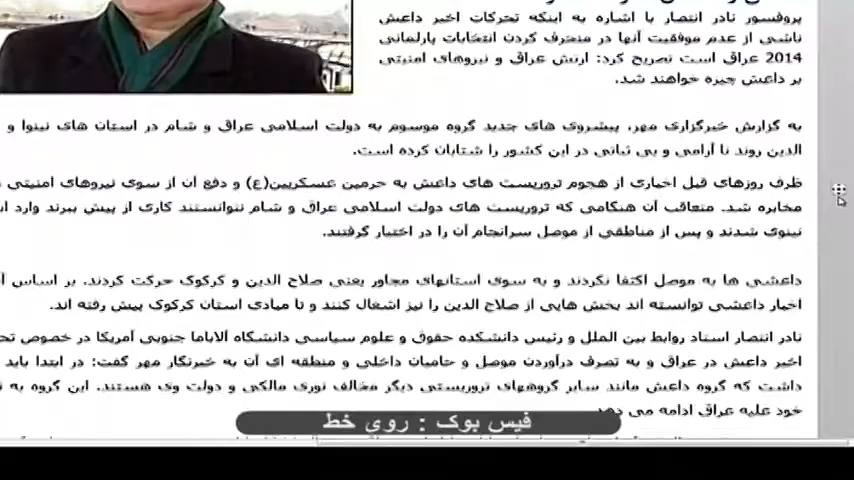 پروفسور نادر انتصار با اشاره به اینکه تحرکات اخیر داعش
ناشی از عدم موفقیت آنها در منحرف کردن انتخابات پارلمانی
2014 عراق است تصریح کرد: ارتش عراق و نیروهای امنیتی
بر داعش چیره خواهند شد.
به گزارش خبرگزاری مهر، پیشروی های جدید گروه موسوم به دولت اسلامی عراق و شام در استان های نینوا و
الدین روند نا آرامی و بی ثباتی در این کشور را شتابان کرده است.
ظرف روزهای قبل اخباری از هجوم تروریست های داعش به حرمین عسکریین(ع) و دفع آن از سوی نیروهای امنیتی
مخابره شد. متعاقب آن هنگامی که تروریست های دولت اسلامی عراق و شام نتوانستند کاری از پیش ببرند وارد
نینوی شدند و پس از مناطقی از موصل سرانجام آن را در اختیار گرفتند.
داعشی ها به موصل اکتفا نکردند و به سوی استانهای مجاور یعنی صلاح الدین و کرکوک حرکت کردند. بر اساس
اخبار داعشی توانسته اند بخش هایی از صلاح الدین را نیز اشغال کنند و تا مبادی استان کرکوک پیش رفته اند.
نادر انتصار استاد روابط بین الملل و رئیس دانشکده حقوق و علوم سیاسی دانشگاه آلاباما جنوبی آمریکا در خصوص
اخیر داعش در عراق و به تصرف درآوردن موصل و حامیان داخلی و منطقه ای آن به خبرنگار مهر گفت: در ابتدا باید
داشت که گروه داعش مانند سایر گروههای تروریستی دیگر مخالف نوری مالکی و دولت وی هستند. این گروه به
خود علیه عراق ادامه می دهد.
فیس بوک : روی خط